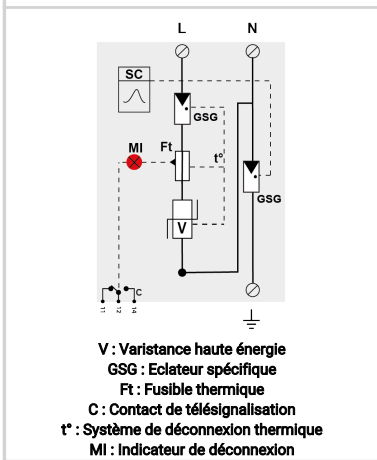 L N
SC
GSG
MI Ft
t°
GSG
V
C
11 12 14
V : Varistance haute énergie
GSG : Eclateur spécifique
Ft : Fusible thermique
C : Contact de télésignalisation
t° : Système de déconnexion thermique
MI : Indicateur de déconnexion